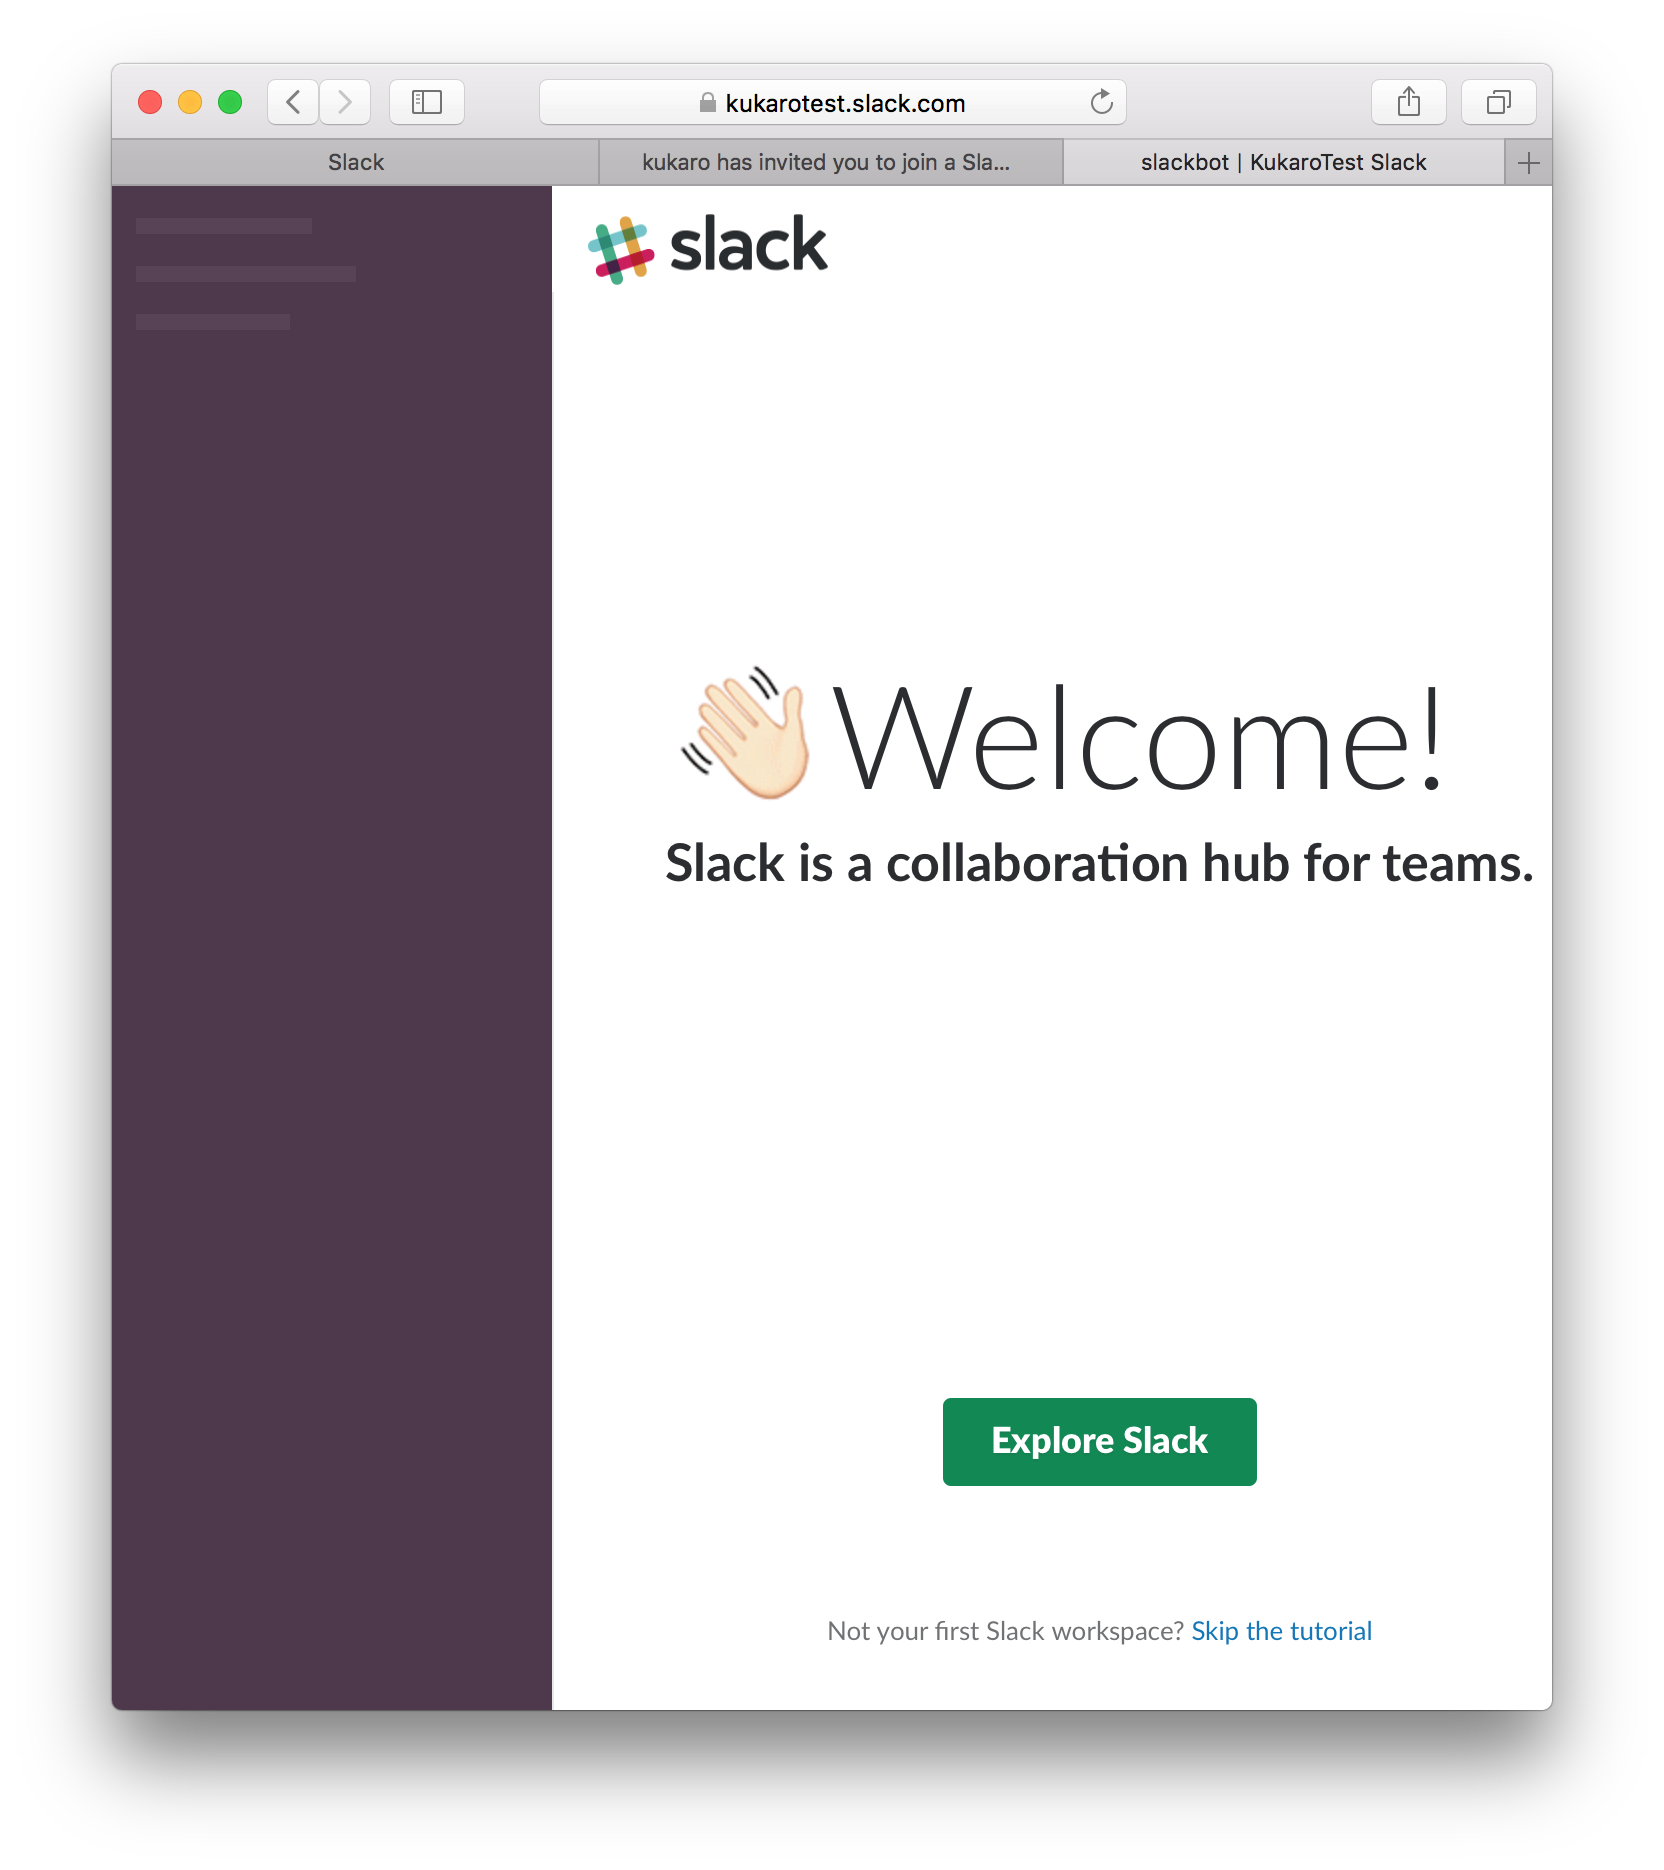 kukarotest.slack.com
Slack
kukaro has invited you to join a Sla...
slackbot | KukaroTest Slack
slack
Welcome!
Slack is a collaboration hub for teams.
Explore Slack
Not your first Slack workspace? Skip the tutorial